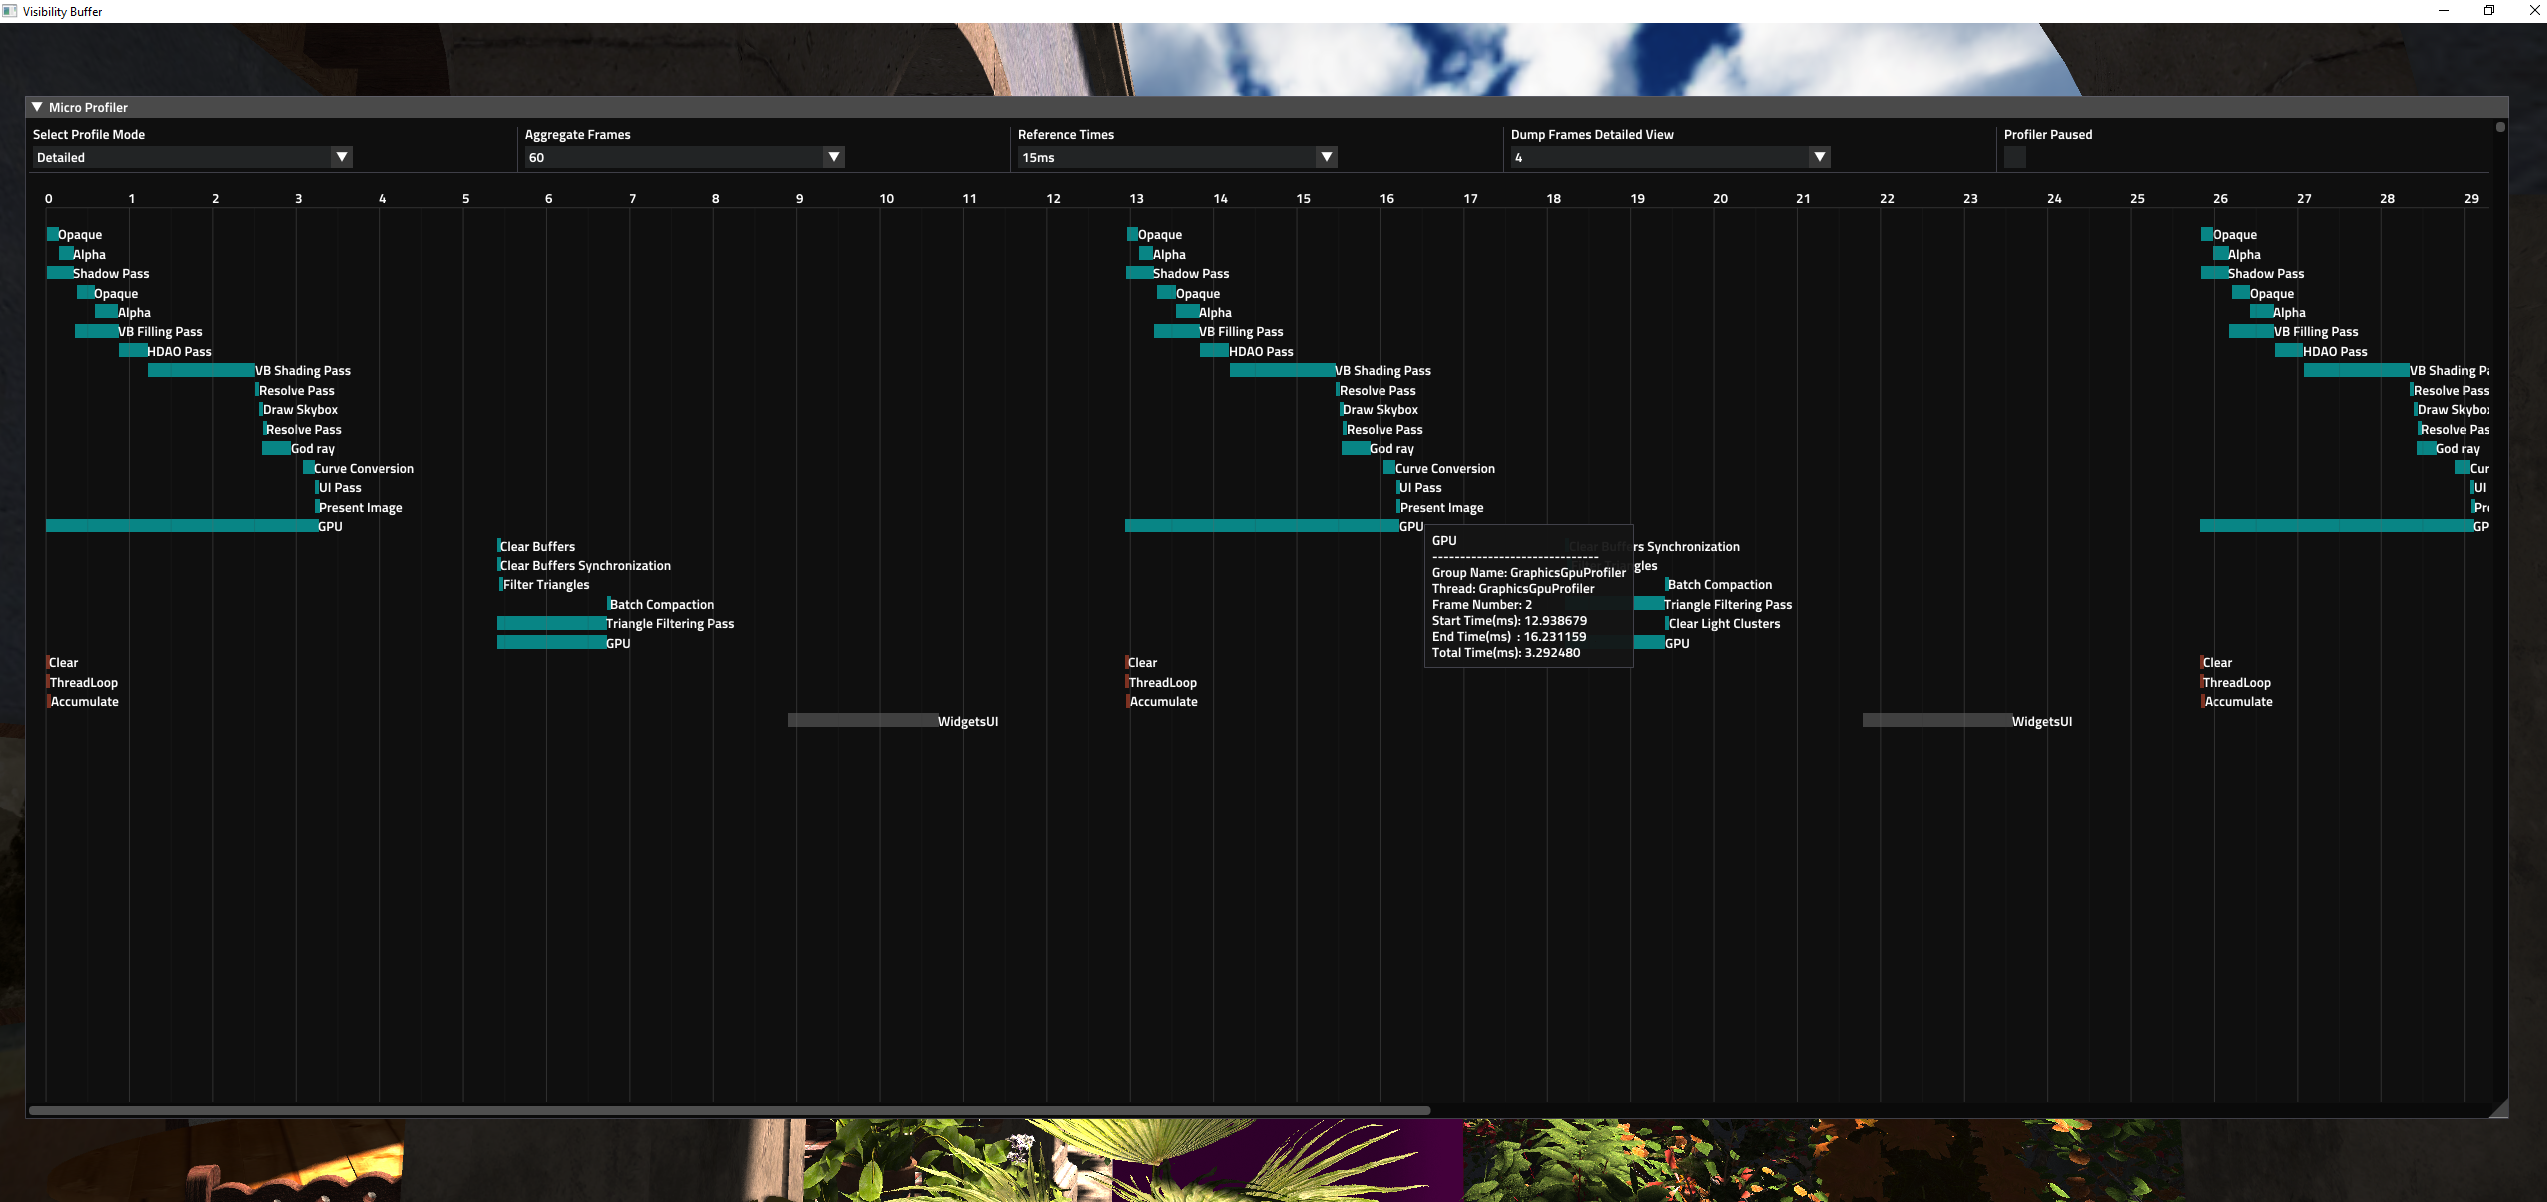 Visibility Buffer
Micro Profiler
Select Profile Mode Aggregate Frames Reference Times Dump Frames Detailed View Profiler Paused
Detailed 60 15ms 4
0 1 2 3 4 5 6 7 8 9 10 11 12 13 14 15 16 17 18 19 20 21 22 23 24 25 26 27 28 29
Opaque Opaque Opaque
Alpha Alpha Alpha
Shadow Pass Shadow Pass Shadow Pass
Opaque Opaque Opaque
Alpha Alpha Alpha
VB Filling Pass VB Filling Pass VB Filling Pass
HDAO Pass HDAO Pass HDAO Pass
VB Shading Pass VB Shading Pass VB Shading Pa
Resolve Pass Resolve Pass Resolve Pass
Draw Skybox Draw Skybox Draw Skybox
Resolve Pass Resolve Pass Resolve Pas
God ray God ray God ray
Curve Conversion Curve Conversion Cur
UI Pass UI Pass UI
Present Image Present Image Pre
GPU GPU GP
Clear Buffers Clear Buffers Synchronization
Clear Buffers Synchronization gles
Filter Triangles Batch Compaction
Batch Compaction Triangle Filtering Pass
Triangle Filtering Pass Clear Light Clusters
GPU GPU
GPU
------------------------------
Group Name: GraphicsGpuProfiler
Thread: GraphicsGpuProfiler
Frame Number: 2
Start Time(ms): 12.938679
End Time(ms)  : 16.231159
Total Time(ms): 3.292480
Clear Clear Clear
ThreadLoop ThreadLoop ThreadLoop
Accumulate Accumulate Accumulate
WidgetsUI WidgetsUI